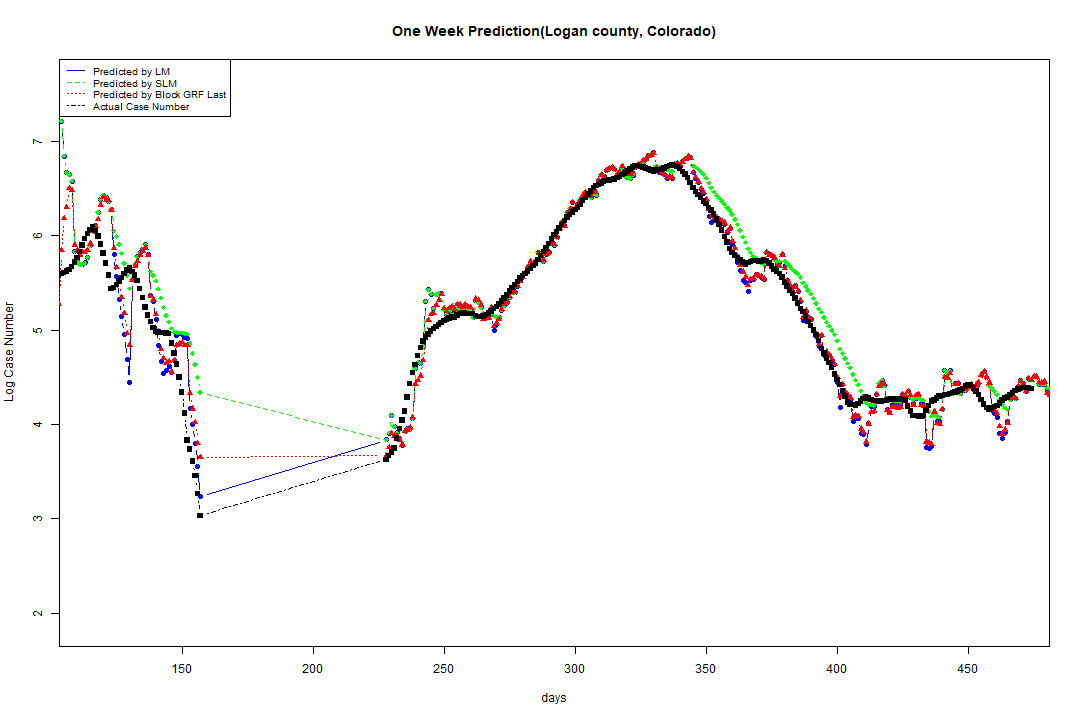 One Week Prediction(Logan county, Colorado)
Predicted by LM
Predicted by SLM
Predicted by Block GRF Last
Actual Case Number
7
6
5
4
3
2
Log Case Number
150 200 250 300 350 400 450
days